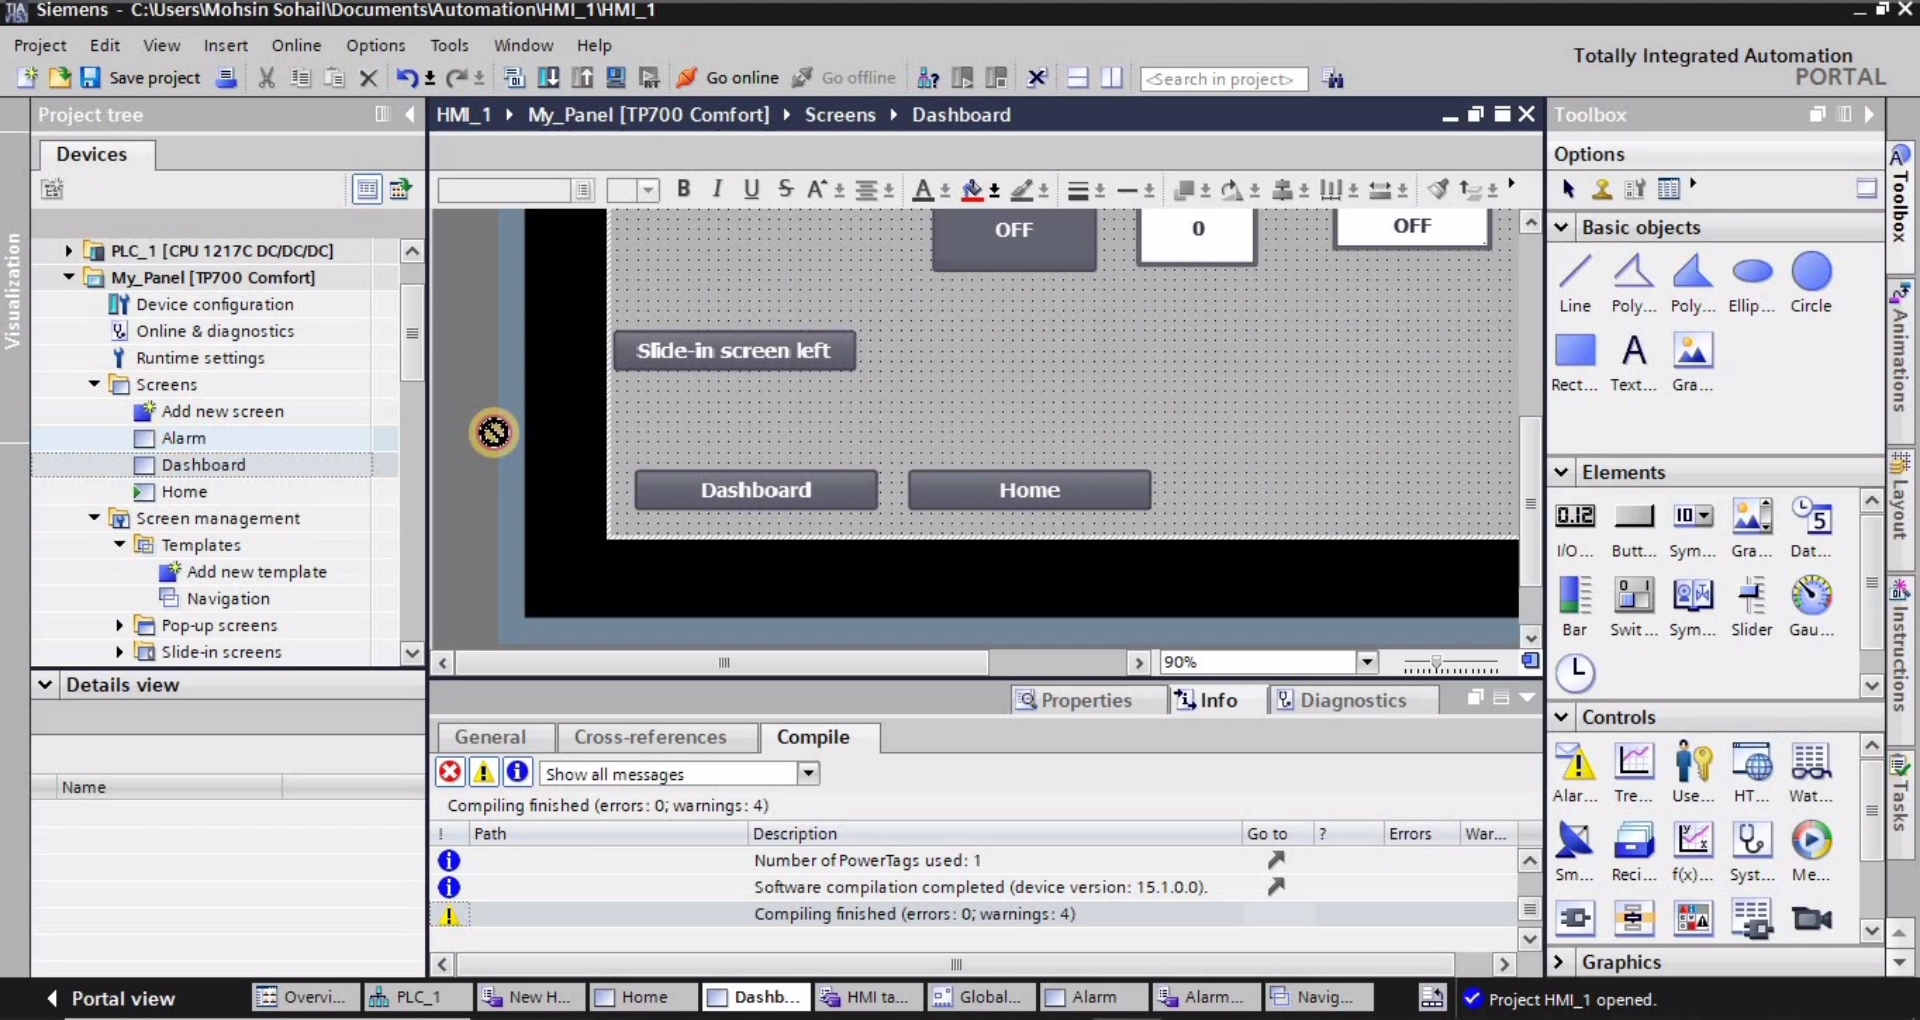 Siemens - C:\Users\Mohsin Sohail\Documents\Automation\HMI_1\HMI_1
Project Edit View Insert Online Options Tools Window Help
Totally Integrated Automation
PORTAL
Save project
Go online
Go offline
<Search in project>
Project tree
HMI_1 My_Panel [TP700 Comfort] Screens Dashboard
Toolbox
Devices
Options
B I U S A A
Basic objects
PLC_1 [CPU 1217C DC/DC/DC]
My_Panel [TP700 Comfort]
Device configuration
Online & diagnostics
Runtime settings
Screens
Add new screen
Alarm
Dashboard
Home
Screen management
Templates
Add new template
Navigation
Pop-up screens
Slide-in screens
Visualization
OFF 0 OFF
Slide-in screen left
Dashboard Home
90%
Line Poly... Poly... Ellip... Circle
A
Rect... Text... Gra...
Elements
0.12 10 5
I/O... Butt... Sym... Gra... Dat...
0 1
Bar Swit... Sym... Slider Gau...
Controls
Alar... Tre... Use... HT... Wat...
Sm... Reci... f(x)... Syst... Me...
Graphics
Toolbox
Animations
Layout
Instructions
Tasks
Details view
Name
Properties Info Diagnostics
General Cross-references Compile
Show all messages
Compiling finished (errors: 0; warnings: 4)
! Path Description Go to ? Errors War...
Number of PowerTags used: 1
Software compilation completed (device version: 15.1.0.0).
Compiling finished (errors: 0; warnings: 4)
Portal view Overvi... PLC_1 New H... Home Dashb... HMI ta... Global... Alarm Alarm... Navig... Project HMI_1 opened.